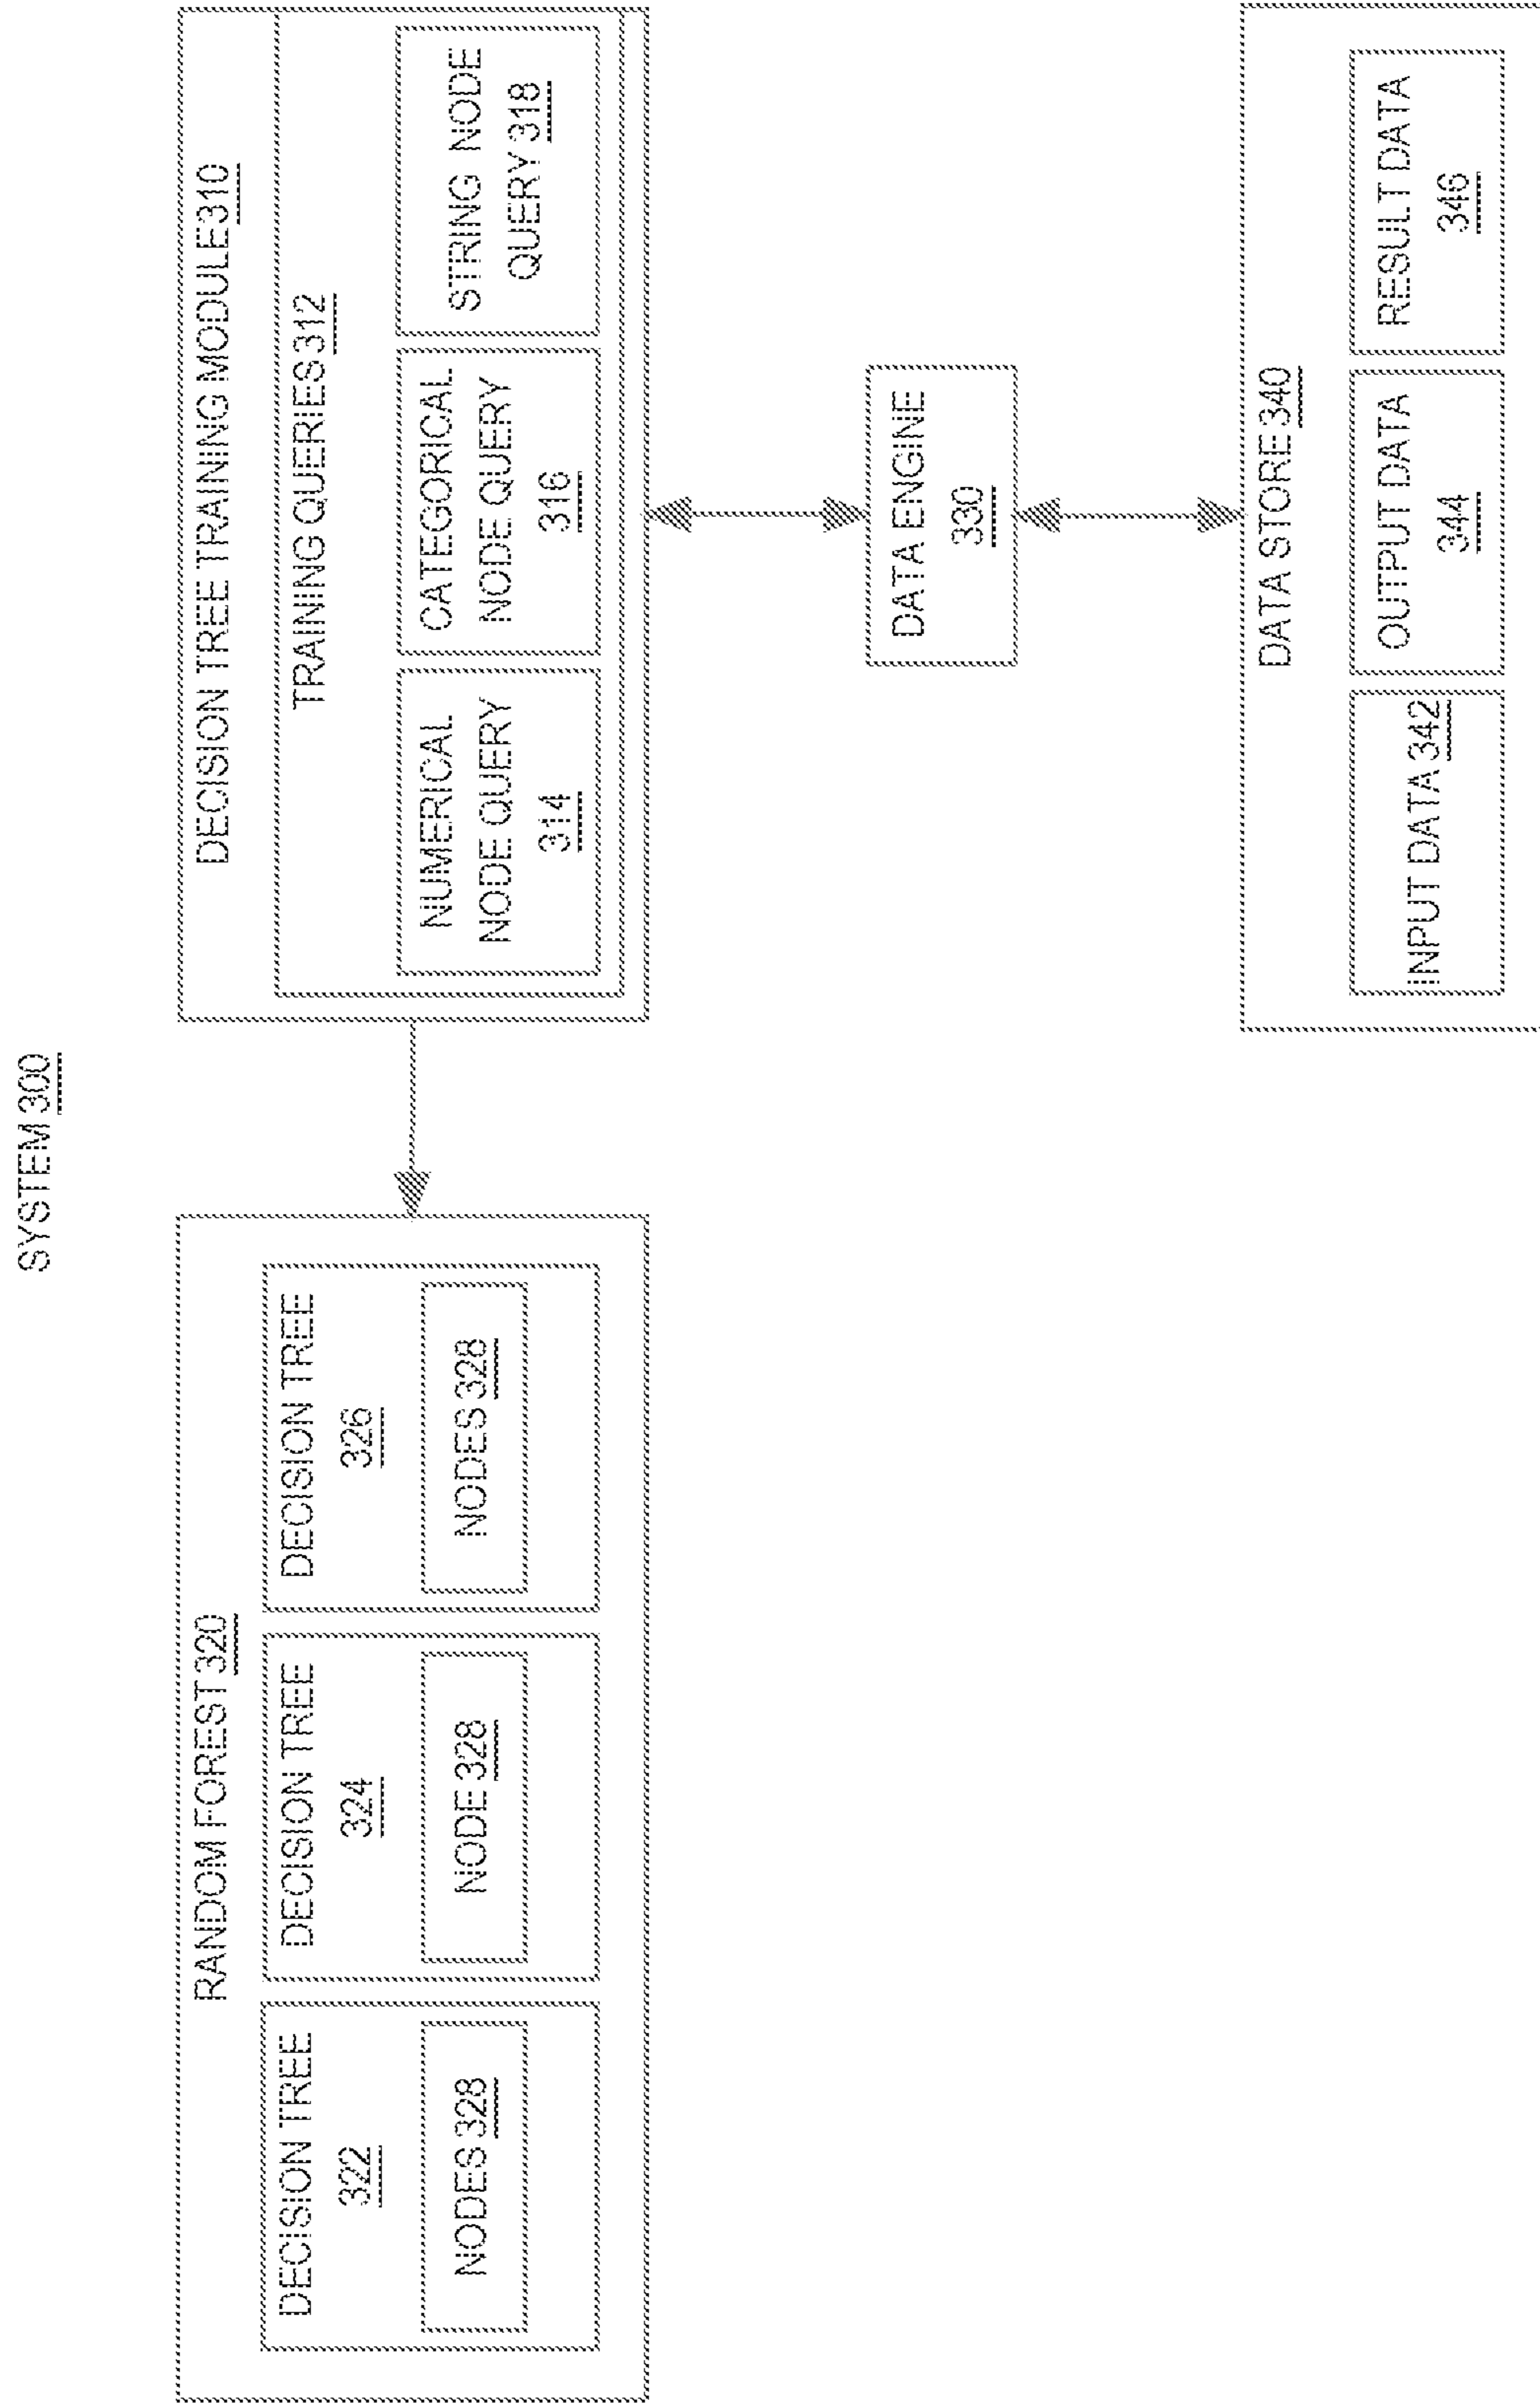 SYSTEM 300
RANDOM FOREST 320
DECISION TREE
322
NODES 328
DECISION TREE
324
NODE 328
DECISION TREE
326
NODES 328
DECISION TREE TRAINING MODULE 310
TRAINING QUERIES 312
NUMERICAL
NODE QUERY
314
CATEGORICAL
NODE QUERY
316
STRING NODE
QUERY 318
DATA ENGINE
330
DATA STORE 340
INPUT DATA 342
OUTPUT DATA
344
RESULT DATA
346